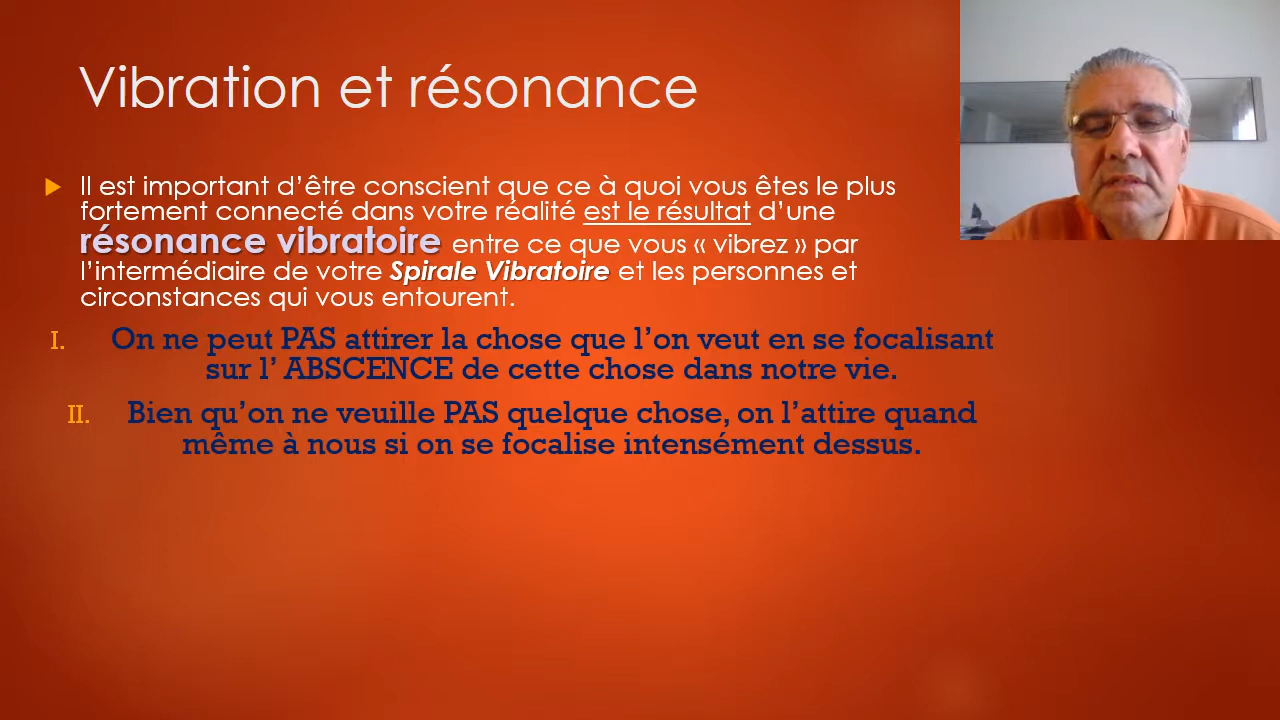 Vibration et résonance
Il est important d’être conscient que ce à quoi vous êtes le plus
fortement connecté dans votre réalité est le résultat d’une
résonance vibratoire entre ce que vous « vibrez » par
l’intermédiaire de votre Spirale Vibratoire et les personnes et
circonstances qui vous entourent.
I. On ne peut PAS attirer la chose que l’on veut en se focalisant
sur l’ ABSCENCE de cette chose dans notre vie.
II. Bien qu’on ne veuille PAS quelque chose, on l’attire quand
même à nous si on se focalise intensément dessus.